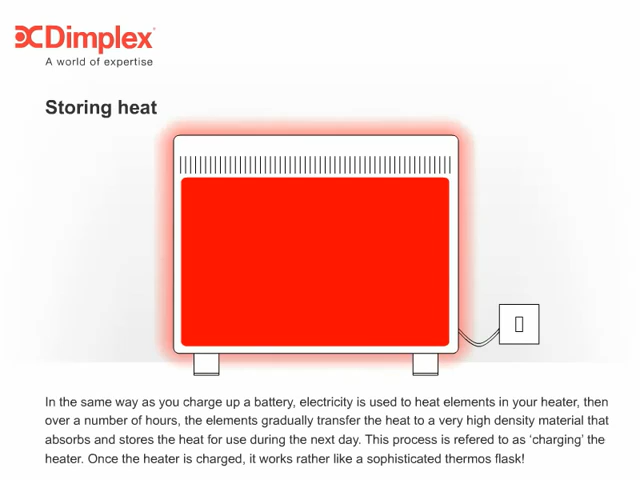 Dimplex
A world of expertise
Storing heat
In the same way as you charge up a battery, electricity is used to heat elements in your heater, then
over a number of hours, the elements gradually transfer the heat to a very high density material that
absorbs and stores the heat for use during the next day. This process is refered to as ‘charging’ the
heater. Once the heater is charged, it works rather like a sophisticated thermos flask!